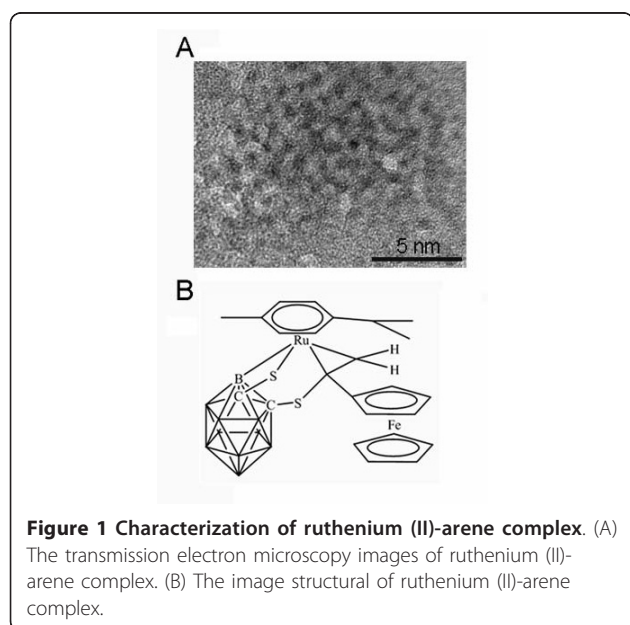 A
5 nm
B
Ru
H
H
B
S
C
C
S
Fe
Figure 1 Characterization of ruthenium (II)-arene complex. (A)
The transmission electron microscopy images of ruthenium (II)-
arene complex. (B) The image structural of ruthenium (II)-arene
complex.